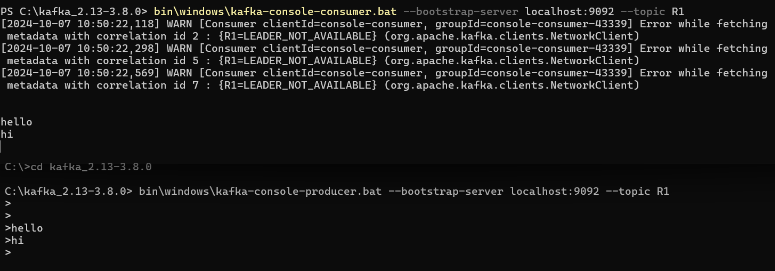 PS C:\kafka_2.13-3.8.0> bin\windows\kafka-console-consumer.bat --bootstrap-server localhost:9092 --topic R1
[2024-10-07 10:50:22,118] WARN [Consumer clientId=console-consumer, groupId=console-consumer-43339] Error while fetching
metadata with correlation id 2 : {R1=LEADER_NOT_AVAILABLE} (org.apache.kafka.clients.NetworkClient)
[2024-10-07 10:50:22,298] WARN [Consumer clientId=console-consumer, groupId=console-consumer-43339] Error while fetching
metadata with correlation id 5 : {R1=LEADER_NOT_AVAILABLE} (org.apache.kafka.clients.NetworkClient)
[2024-10-07 10:50:22,569] WARN [Consumer clientId=console-consumer, groupId=console-consumer-43339] Error while fetching
metadata with correlation id 7 : {R1=LEADER_NOT_AVAILABLE} (org.apache.kafka.clients.NetworkClient)
hello
hi
C:\>cd kafka_2.13-3.8.0
C:\kafka_2.13-3.8.0> bin\windows\kafka-console-producer.bat --bootstrap-server localhost:9092 --topic R1
>
>
>hello
>hi
>